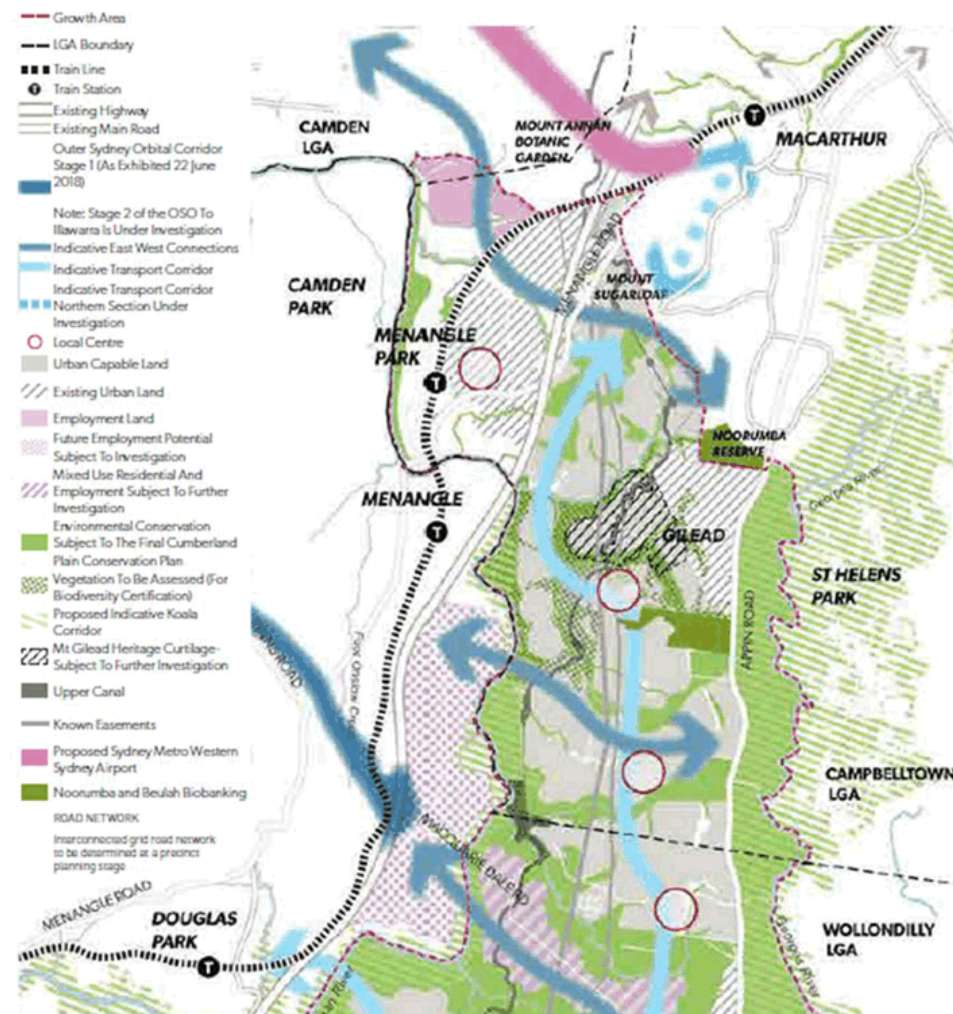 Growth Area
LGA Boundary
Train Line
T Train Station
Existing Highway
Existing Main Road
Outer Sydney Orbital Corridor
Stage 1 (As Exhibited 22 June
2018)
Note: Stage 2 of the OSO To
Illawarra Is Under Investigation
Indicative East West Connections
Indicative Transport Corridor
Indicative Transport Corridor
Northern Section Under
Investigation
Local Centre
Urban Capable Land
Existing Urban Land
Employment Land
Future Employment Potential
Subject To Investigation
Mixed Use Residential And
Employment Subject To Further
Investigation
Environmental Conservation
Subject To The Final Cumberland
Plain Conservation Plan
Vegetation To Be Assessed (For
Biodiversity Certification)
Proposed Indicative Koala
Corridor
Mt Gilead Heritage Curtilage-
Subject To Further Investigation
Upper Canal
Known Easements
Proposed Sydney Metro Western
Sydney Airport
Noorumba and Beulah Biobanking
ROAD NETWORK
Interconnected grid road network
to be determined at a precinct
planning stage
CAMDEN
LGA
MOUNT ANNAN
BOTANIC
GARDEN
T
MACARTHUR
MENANGLE ROAD
MOUNT
SUGARLOAF
CAMDEN
PARK
MENANGLE
PARK
T
NOORUMBA
RESERVE
Georges River
MENANGLE
T
GILEAD
ST HELENS
PARK
APPIN ROAD
ROAD
CAMPBELLTOWN
LGA
MACQUARIE DALE RD
MENANGLE ROAD
DOUGLAS
PARK
T
WOLLONDILLY
LGA
Georges River
River